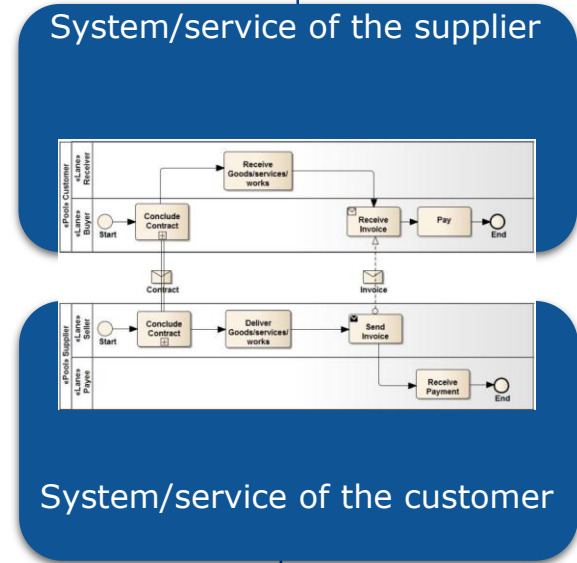 System/service of the supplier
«Pool» Customer
«Lane»
Receiver
Receive
Goods/services/
works
«Lane»
Buyer
Start
Conclude
Contract
Receive
Invoice
Pay
End
Contract
Invoice
«Pool» Supplier
«Lane»
Seller
Start
Conclude
Contract
Deliver
Goods/services/
works
Send
Invoice
«Lane»
Payee
Receive
Payment
End
System/service of the customer